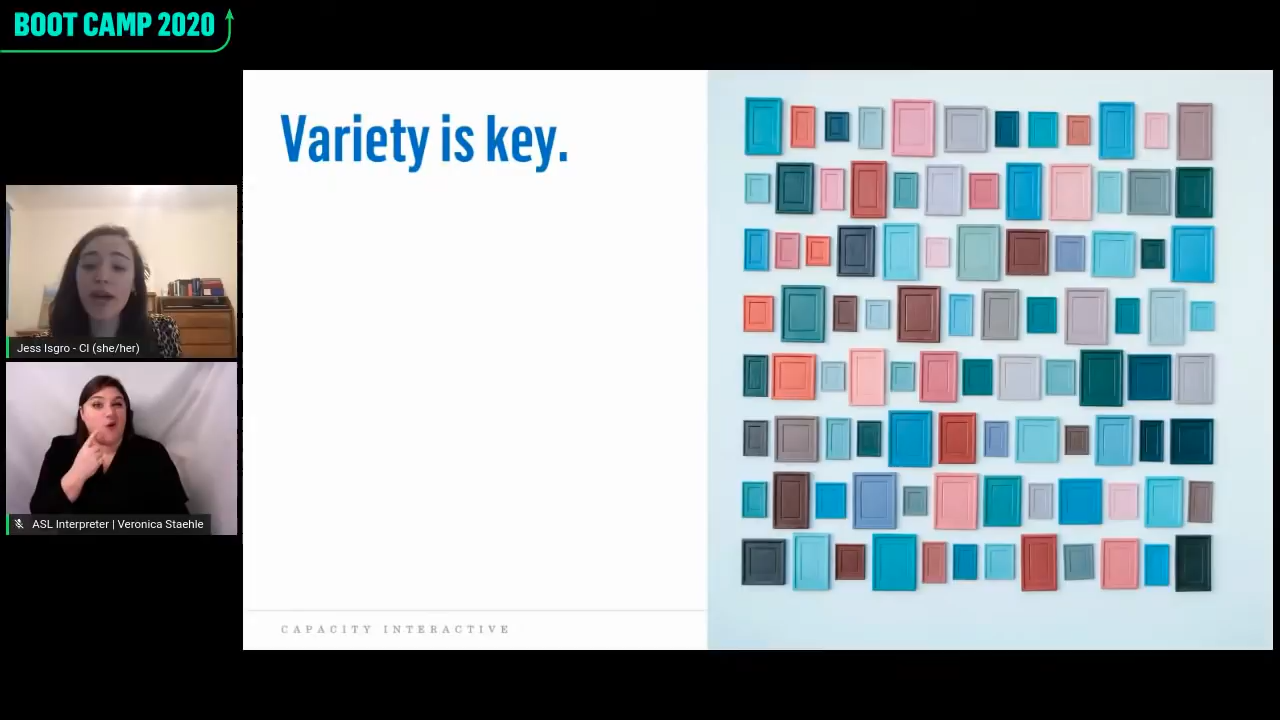 BOOT CAMP 2020
Variety is key.
Jess Isgro - CI (she/her)
ASL Interpreter | Veronica Staehle
CAPACITY INTERACTIVE